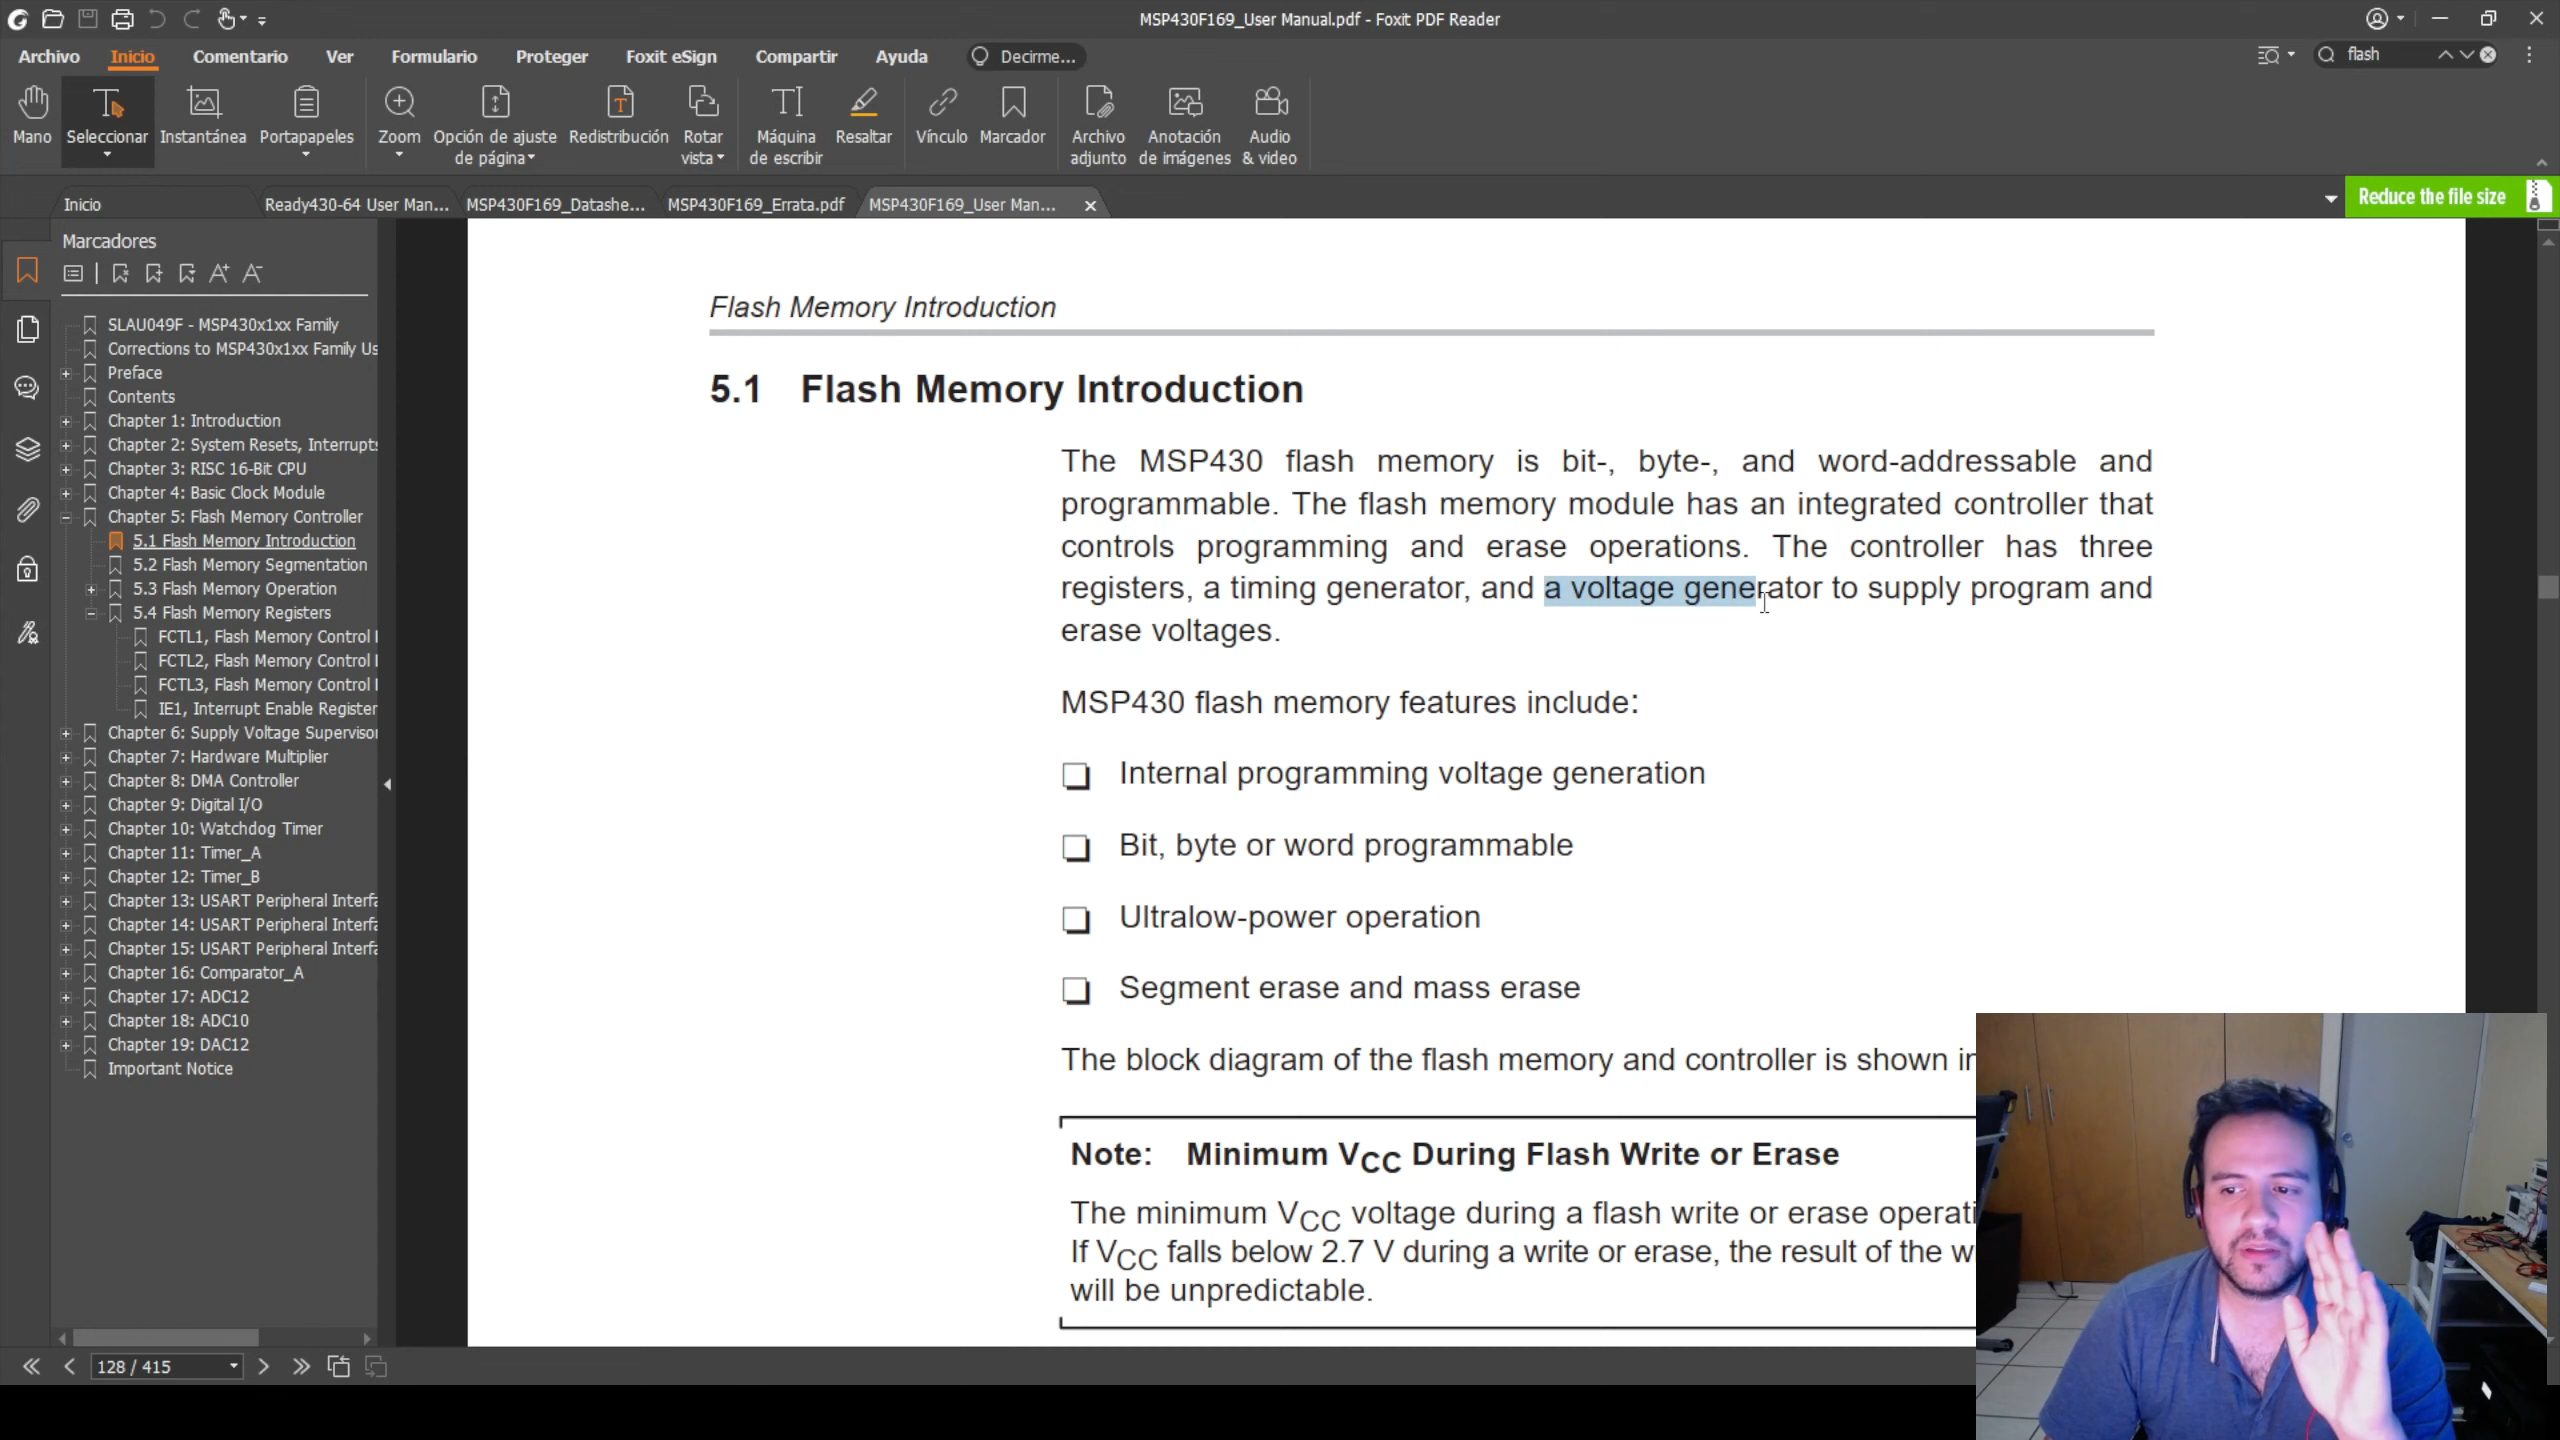 MSP430F169_User Manual.pdf - Foxit PDF Reader
Archivo Inicio Comentario Ver Formulario Proteger Foxit eSign Compartir Ayuda Decirme... flash
Mano Seleccionar Instantánea Portapapeles Zoom Opción de ajuste de página Redistribución Rotar vista Máquina de escribir Resaltar Vínculo Marcador Archivo adjunto Anotación de imágenes Audio & video
Inicio Ready430-64 User Man... MSP430F169_Datashe... MSP430F169_Errata.pdf MSP430F169_User Man... Reduce the file size
Marcadores
SLAU049F - MSP430x1xx Family
Corrections to MSP430x1xx Family Us
Preface
Contents
Chapter 1: Introduction
Chapter 2: System Resets, Interrupts
Chapter 3: RISC 16-Bit CPU
Chapter 4: Basic Clock Module
Chapter 5: Flash Memory Controller
5.1 Flash Memory Introduction
5.2 Flash Memory Segmentation
5.3 Flash Memory Operation
5.4 Flash Memory Registers
FCTL1, Flash Memory Control
FCTL2, Flash Memory Control
FCTL3, Flash Memory Control
IE1, Interrupt Enable Register
Chapter 6: Supply Voltage Supervisor
Chapter 7: Hardware Multiplier
Chapter 8: DMA Controller
Chapter 9: Digital I/O
Chapter 10: Watchdog Timer
Chapter 11: Timer_A
Chapter 12: Timer_B
Chapter 13: USART Peripheral Interfa
Chapter 14: USART Peripheral Interfa
Chapter 15: USART Peripheral Interfa
Chapter 16: Comparator_A
Chapter 17: ADC12
Chapter 18: ADC10
Chapter 19: DAC12
Important Notice
128 / 415
Flash Memory Introduction
5.1 Flash Memory Introduction
The MSP430 flash memory is bit-, byte-, and word-addressable and
programmable. The flash memory module has an integrated controller that
controls programming and erase operations. The controller has three
registers, a timing generator, and a voltage generator to supply program and
erase voltages.
MSP430 flash memory features include:
❏ Internal programming voltage generation
❏ Bit, byte or word programmable
❏ Ultralow-power operation
❏ Segment erase and mass erase
The block diagram of the flash memory and controller is shown in
Note: Minimum VCC During Flash Write or Erase
The minimum VCC voltage during a flash write or erase operati
If VCC falls below 2.7 V during a write or erase, the result of the w
will be unpredictable.